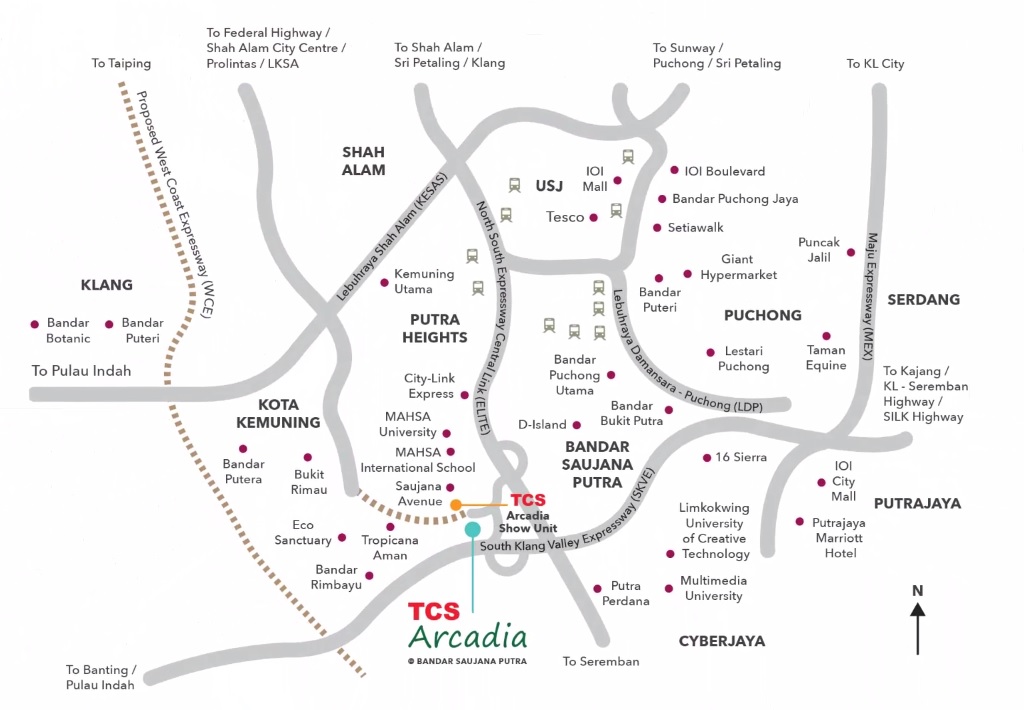 To Taiping
To Federal Highway /
Shah Alam City Centre /
Prolintas / LKSA
To Shah Alam /
Sri Petaling / Klang
To Sunway /
Puchong / Sri Petaling
To KL City
Proposed West Coast Expressway (WCE)
SHAH
ALAM
Lebuhraya Shah Alam (KESAS)
North South Expressway Central Link (ELITE)
USJ
IOI
Mall
Tesco
IOI Boulevard
Bandar Puchong Jaya
Setiawalk
Giant
Hypermarket
Bandar
Puteri
Puncak
Jalil
Maju Expressway (MEX)
SERDANG
KLANG
Bandar
Botanic
Bandar
Puteri
To Pulau Indah
Kemuning
Utama
PUTRA
HEIGHTS
Lebuhraya Damansara - Puchong (LDP)
PUCHONG
Lestari
Puchong
Taman
Equine
To Kajang /
KL - Seremban
Highway /
SILK Highway
KOTA
KEMUNING
Bandar
Putera
Bukit
Rimau
City-Link
Express
MAHSA
University
MAHSA
International School
Saujana
Avenue
Bandar
Puchong
Utama
Bandar
Bukit Putra
D-Island
BANDAR
SAUJANA
PUTRA
16 Sierra
IOI
City
Mall
PUTRAJAYA
Putrajaya
Marriott
Hotel
TCS
Arcadia
Show Unit
South Klang Valley Expressway (SKVE)
Limkokwing
University
of Creative
Technology
Eco
Sanctuary
Tropicana
Aman
Bandar
Rimbayu
Putra
Perdana
Multimedia
University
CYBERJAYA
N
TCS
Arcadia
@ BANDAR SAUJANA PUTRA
To Seremban
To Banting /
Pulau Indah